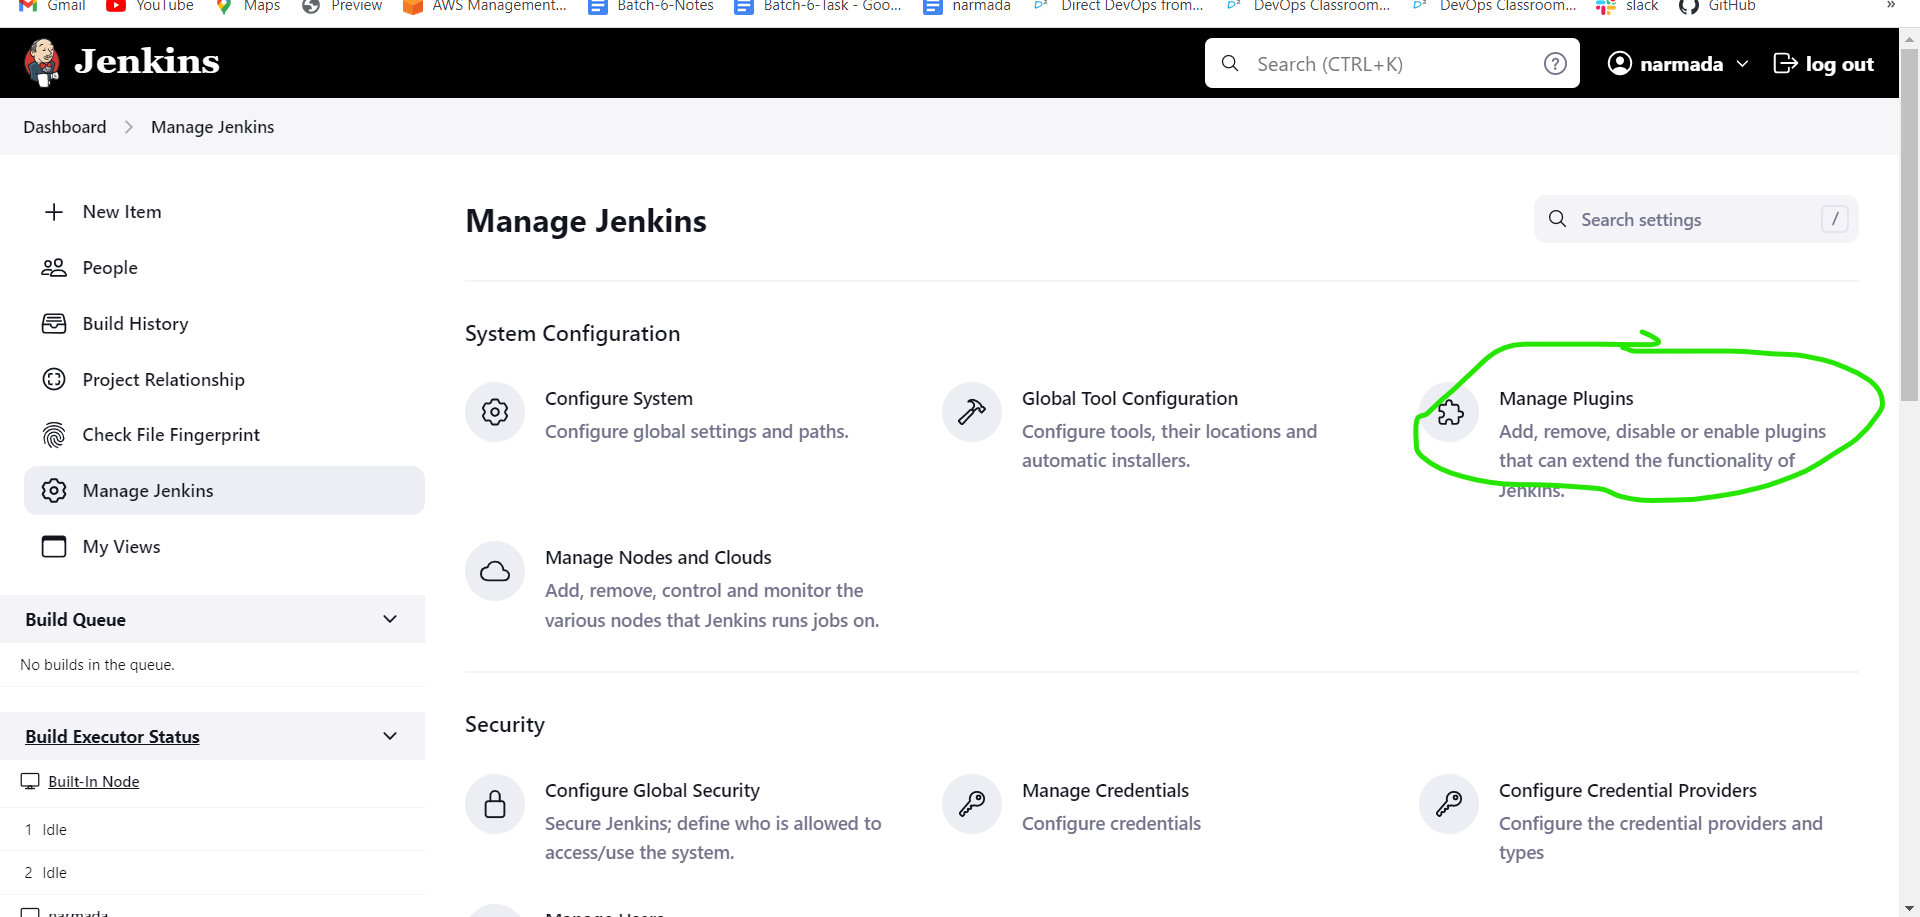 Gmail YouTube Maps Preview AWS Management... Batch-6-Notes Batch-6-Task - Goo... narmada Direct DevOps from... DevOps Classroom... DevOps Classroom... slack GitHub »
Jenkins Search (CTRL+K) ? narmada log out
Dashboard Manage Jenkins
New Item
People
Build History
Project Relationship
Check File Fingerprint
Manage Jenkins
My Views
Build Queue
No builds in the queue.
Build Executor Status
Built-In Node
1 Idle
2 Idle
narmada
Manage Jenkins
Search settings /
System Configuration
Configure System
Configure global settings and paths.
Global Tool Configuration
Configure tools, their locations and
automatic installers.
Manage Plugins
Add, remove, disable or enable plugins
that can extend the functionality of
Jenkins.
Manage Nodes and Clouds
Add, remove, control and monitor the
various nodes that Jenkins runs jobs on.
Security
Configure Global Security
Secure Jenkins; define who is allowed to
access/use the system.
Manage Credentials
Configure credentials
Configure Credential Providers
Configure the credential providers and
types
Manage Users